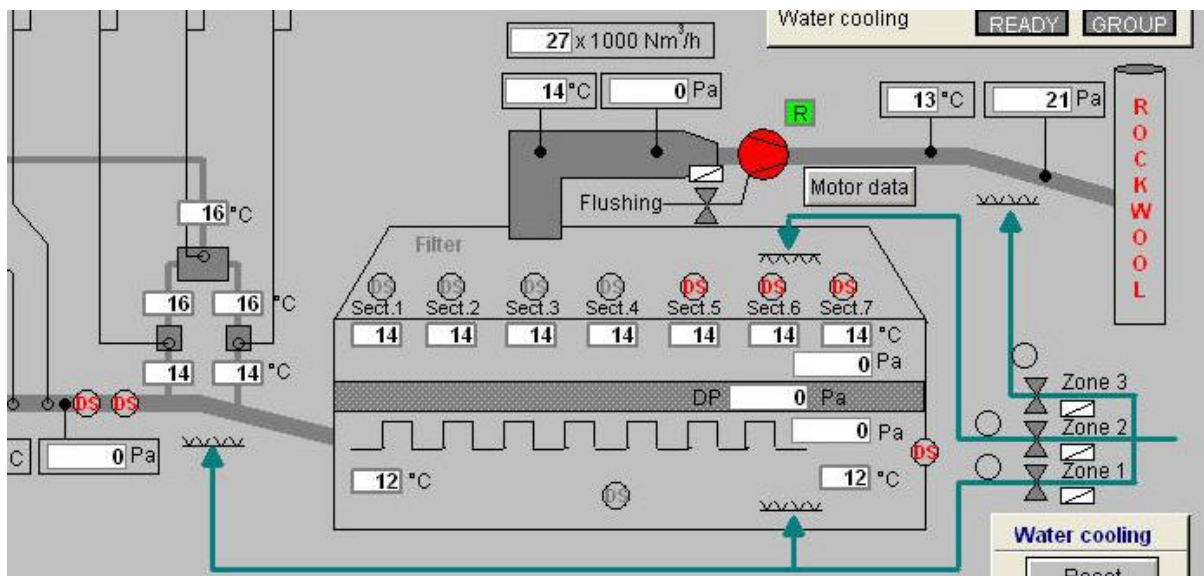 Water cooling READY GROUP
27 x 1000 Nm³/h
14 °C 0 Pa 13 °C 21 Pa
R
ROCKWOOL
Motor data
Flushing
16 °C
Filter
DS DS DS DS DS DS DS
Sect.1 Sect.2 Sect.3 Sect.4 Sect.5 Sect.6 Sect.7
16 16 °C
14 14 14 14 14 14 14 °C
0 Pa
14 14 °C
Zone 3
DS DS
DP 0 Pa
Zone 2
0 Pa
C 0 Pa
DS
Zone 1
12 °C 12 °C
DS
Water cooling
Reset